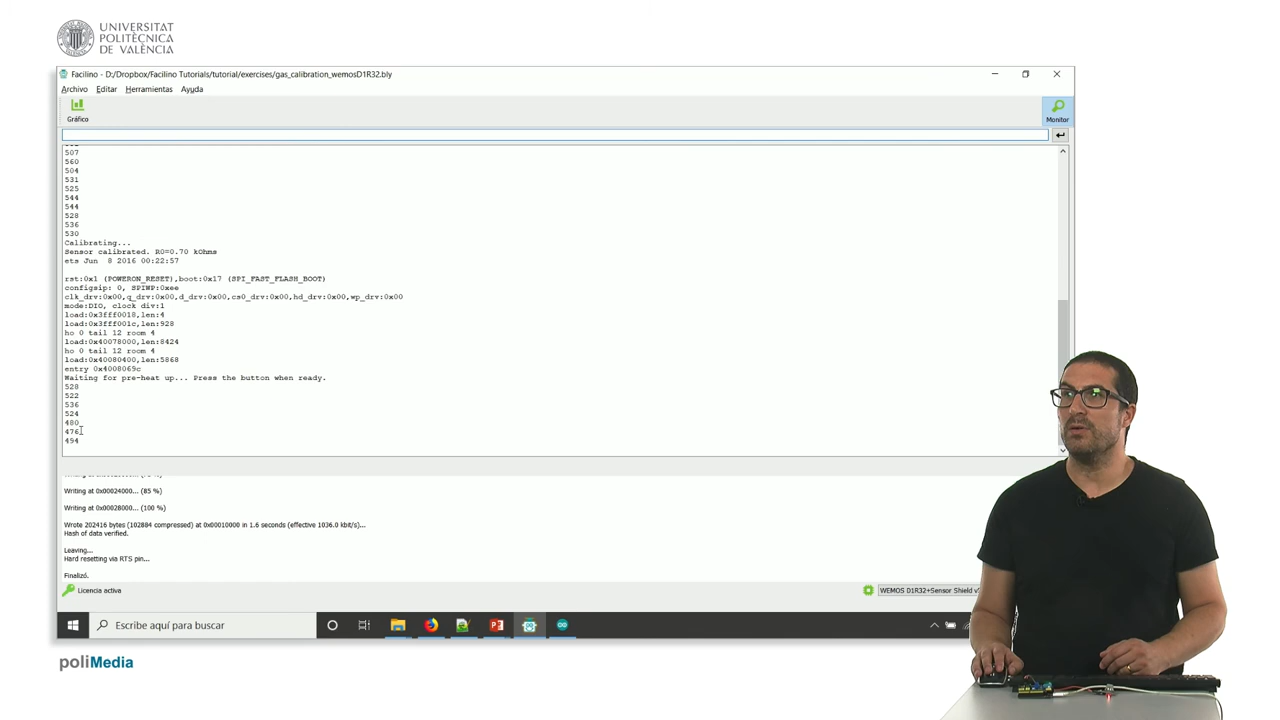 UNIVERSITAT
POLITÈCNICA
DE VALÈNCIA
Facilino - D:/Dropbox/Facilino Tutorials/tutorial/exercises/gas_calibration_wemosD1R32.bly
Archivo Editar Herramientas Ayuda
Gráfico
Monitor
507
560
504
531
525
544
544
528
536
530
Calibrating...
Sensor calibrated. R0=0.70 kOhms
ets Jun 8 2016 00:22:57
rst:0x1 (POWERON_RESET),boot:0x17 (SPI_FAST_FLASH_BOOT)
configsip: 0, SPIWP:0xee
clk_drv:0x00,q_drv:0x00,d_drv:0x00,cs0_drv:0x00,hd_drv:0x00,wp_drv:0x00
mode:DIO, clock div:1
load:0x3fff0018,len:4
load:0x3fff001c,len:928
ho 0 tail 12 room 4
load:0x40078000,len:8424
ho 0 tail 12 room 4
load:0x40080400,len:5868
entry 0x4008069c
Waiting for pre-heat up... Press the button when ready.
528
522
536
524
480
476
494
Writing at 0x00024000... (85 %)
Writing at 0x00028000... (100 %)
Wrote 202416 bytes (102884 compressed) at 0x00010000 in 1.6 seconds (effective 1036.0 kbit/s)...
Hash of data verified.
Leaving...
Hard resetting via RTS pin...
Finalizó.
Licencia activa
WEMOS D1R32+Sensor Shield
Escribe aquí para buscar
poliMedia